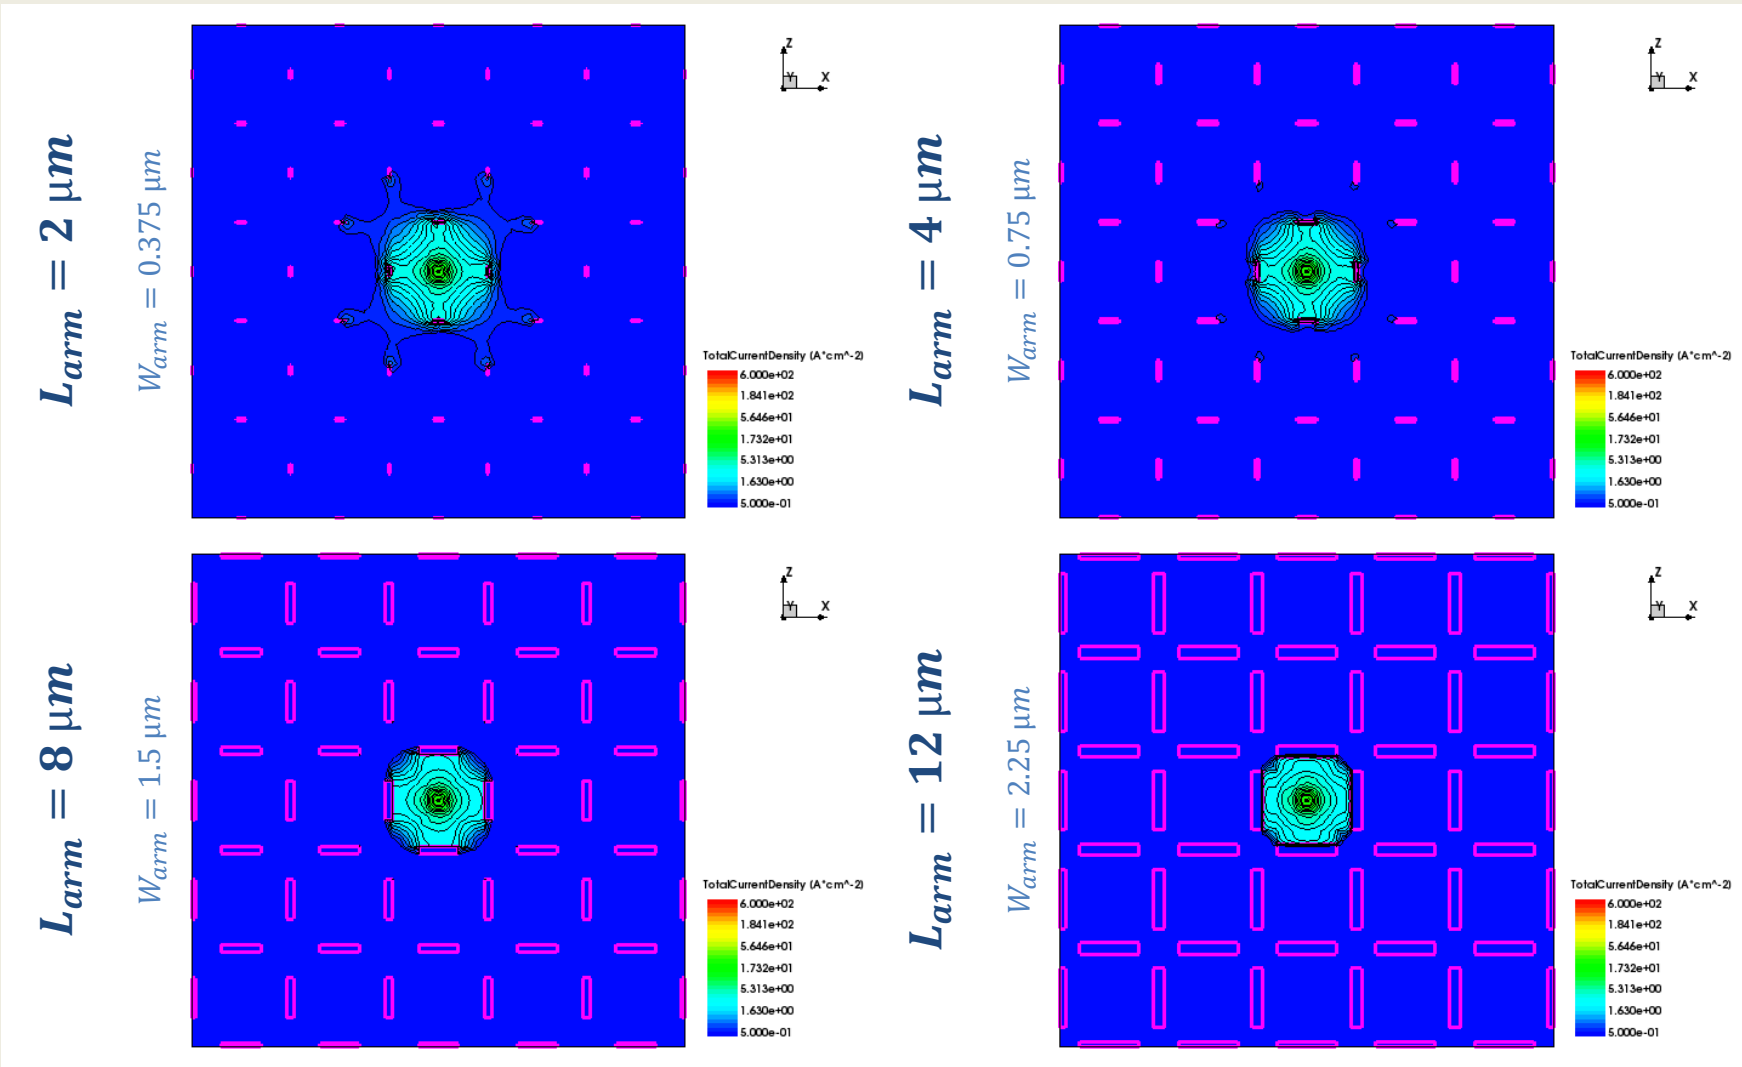 L_arm = 2 μm
W_arm = 0.375 μm
Z
Y
X
TotalCurrentDensity (A*cm^-2)
6.000e+02
1.841e+02
5.646e+01
1.732e+01
5.313e+00
1.630e+00
5.000e-01
L_arm = 4 μm
W_arm = 0.75 μm
Z
Y
X
TotalCurrentDensity (A*cm^-2)
6.000e+02
1.841e+02
5.646e+01
1.732e+01
5.313e+00
1.630e+00
5.000e-01
L_arm = 8 μm
W_arm = 1.5 μm
Z
Y
X
TotalCurrentDensity (A*cm^-2)
6.000e+02
1.841e+02
5.646e+01
1.732e+01
5.313e+00
1.630e+00
5.000e-01
L_arm = 12 μm
W_arm = 2.25 μm
Z
Y
X
TotalCurrentDensity (A*cm^-2)
6.000e+02
1.841e+02
5.646e+01
1.732e+01
5.313e+00
1.630e+00
5.000e-01